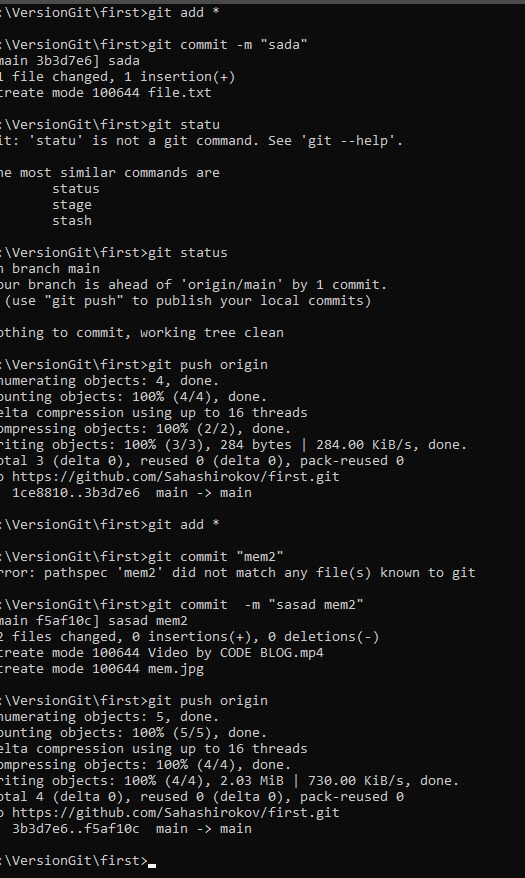 :\VersionGit\first>git add *
:\VersionGit\first>git commit -m "sada"
main 3b3d7e6] sada
1 file changed, 1 insertion(+)
create mode 100644 file.txt
:\VersionGit\first>git statu
it: 'statu' is not a git command. See 'git --help'.
he most similar commands are
status
stage
stash
:\VersionGit\first>git status
n branch main
our branch is ahead of 'origin/main' by 1 commit.
(use "git push" to publish your local commits)
othing to commit, working tree clean
:\VersionGit\first>git push origin
numerating objects: 4, done.
ounting objects: 100% (4/4), done.
elta compression using up to 16 threads
ompressing objects: 100% (2/2), done.
riting objects: 100% (3/3), 284 bytes | 284.00 KiB/s, done.
otal 3 (delta 0), reused 0 (delta 0), pack-reused 0
o https://github.com/Sahashirokov/first.git
1ce8810..3b3d7e6  main -> main
:\VersionGit\first>git add *
:\VersionGit\first>git commit "mem2"
rror: pathspec 'mem2' did not match any file(s) known to git
:\VersionGit\first>git commit  -m "sasad mem2"
main f5af10c] sasad mem2
2 files changed, 0 insertions(+), 0 deletions(-)
create mode 100644 Video by CODE BLOG.mp4
create mode 100644 mem.jpg
:\VersionGit\first>git push origin
numerating objects: 5, done.
ounting objects: 100% (5/5), done.
elta compression using up to 16 threads
ompressing objects: 100% (4/4), done.
riting objects: 100% (4/4), 2.03 MiB | 730.00 KiB/s, done.
otal 4 (delta 0), reused 0 (delta 0), pack-reused 0
o https://github.com/Sahashirokov/first.git
3b3d7e6..f5af10c  main -> main
:\VersionGit\first>